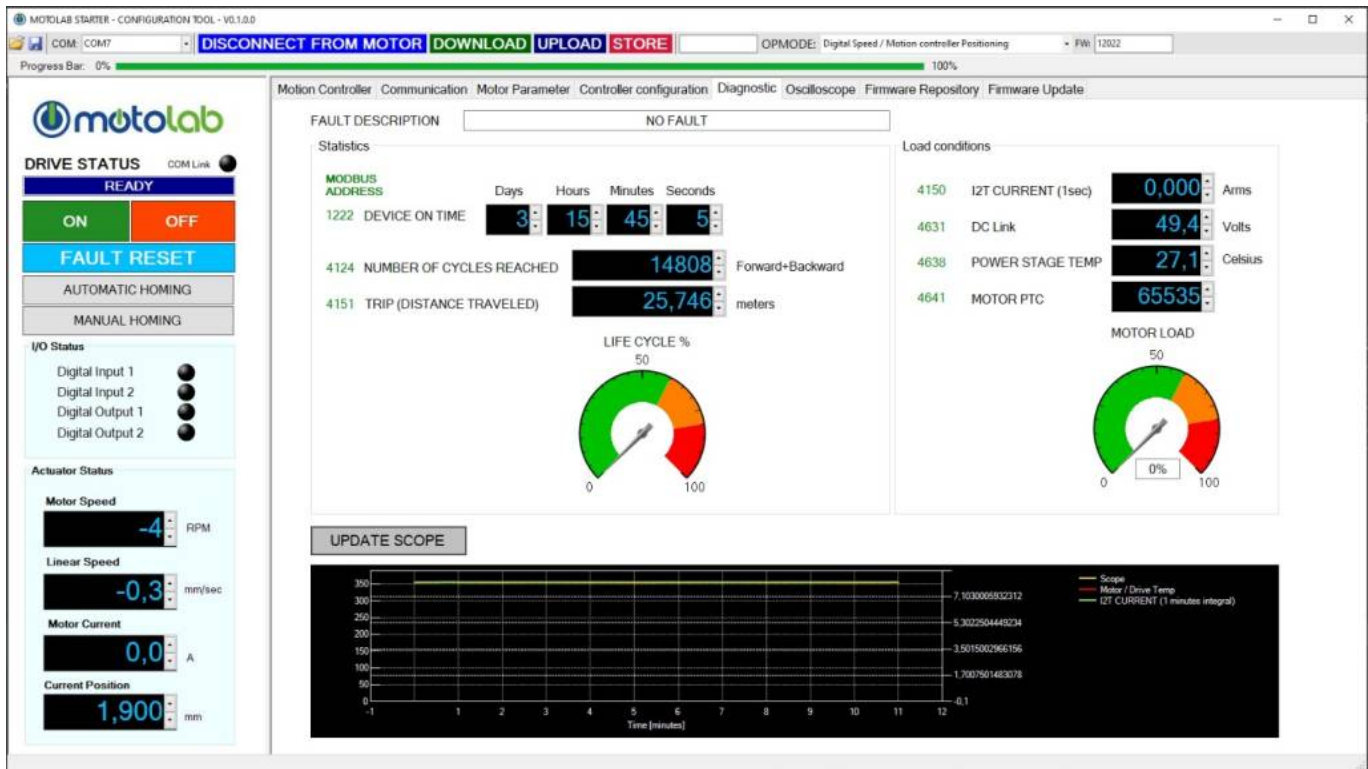 MOTOLAB STARTER - CONFIGURATION TOOL - V0.1.0.0
COM: COM7 DISCONNECT FROM MOTOR DOWNLOAD UPLOAD STORE OPMODE: Digital Speed / Motion controller Positioning FW: 12022
Progress Bar: 0% 100%
Motion Controller Communication Motor Parameter Controller configuration Diagnostic Oscilloscope Firmware Repository Firmware Update
motolab
DRIVE STATUS COM Link
READY
ON OFF
FAULT RESET
AUTOMATIC HOMING
MANUAL HOMING
I/O Status
Digital Input 1
Digital Input 2
Digital Output 1
Digital Output 2
Actuator Status
Motor Speed
-4 RPM
Linear Speed
-0,3 mm/sec
Motor Current
0,0 A
Current Position
1,900 mm
FAULT DESCRIPTION NO FAULT
Statistics
MODBUS
ADDRESS Days Hours Minutes Seconds
1222 DEVICE ON TIME 3 15 45 5
4124 NUMBER OF CYCLES REACHED 14808 Forward+Backward
4151 TRIP (DISTANCE TRAVELED) 25,746 meters
LIFE CYCLE %
50
0 100
Load conditions
4150 I2T CURRENT (1sec) 0,000 Arms
4631 DC Link 49,4 Volts
4638 POWER STAGE TEMP 27,1 Celsius
4641 MOTOR PTC 65535
MOTOR LOAD
50
0%
0 100
UPDATE SCOPE
350
300
250
200
150
100
50
0
-1 1 2 3 4 5 6 7 8 9 10 11 12
Time [minutes]
7,1030005932312
5,3022504449234
3,5015002966156
1,7007501483078
-0,1
Scope
Motor / Drive Temp
I2T CURRENT (1 minutes integral)